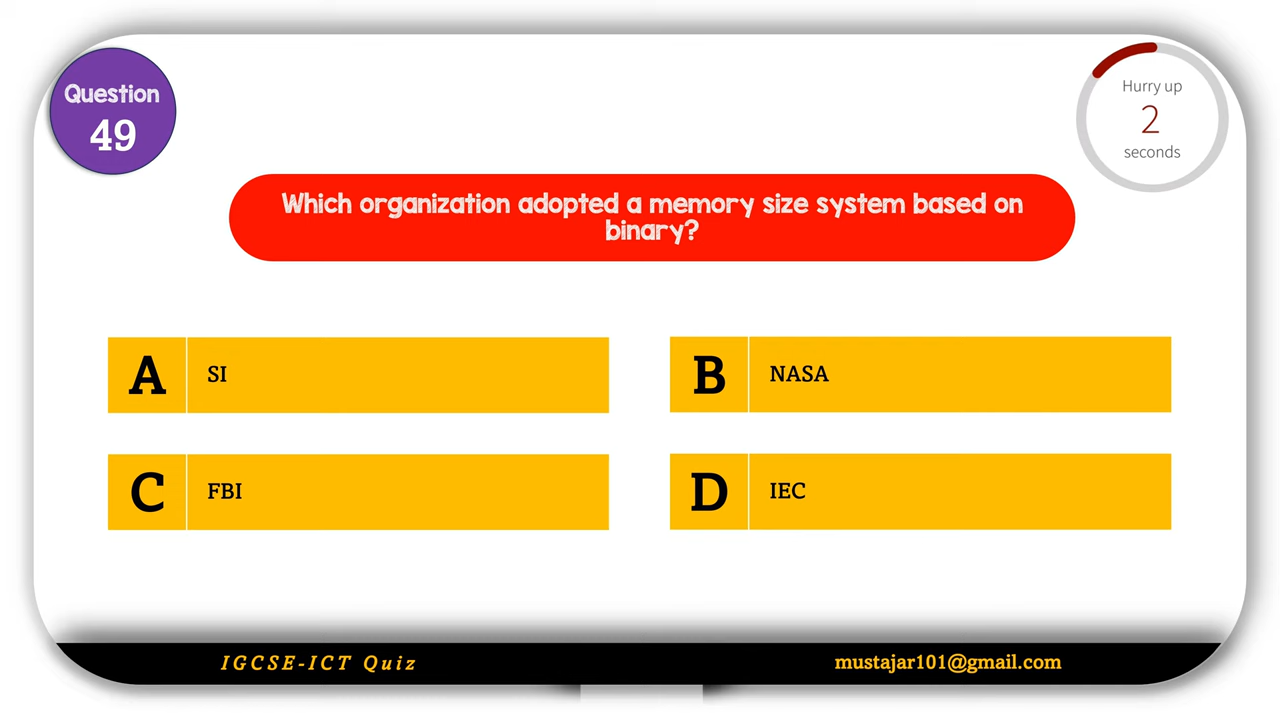 Question
49
Hurry up
2
seconds
Which organization adopted a memory size system based on
binary?
A
SI
B
NASA
C
FBI
D
IEC
IGCSE-ICT Quiz
mustajar101@gmail.com